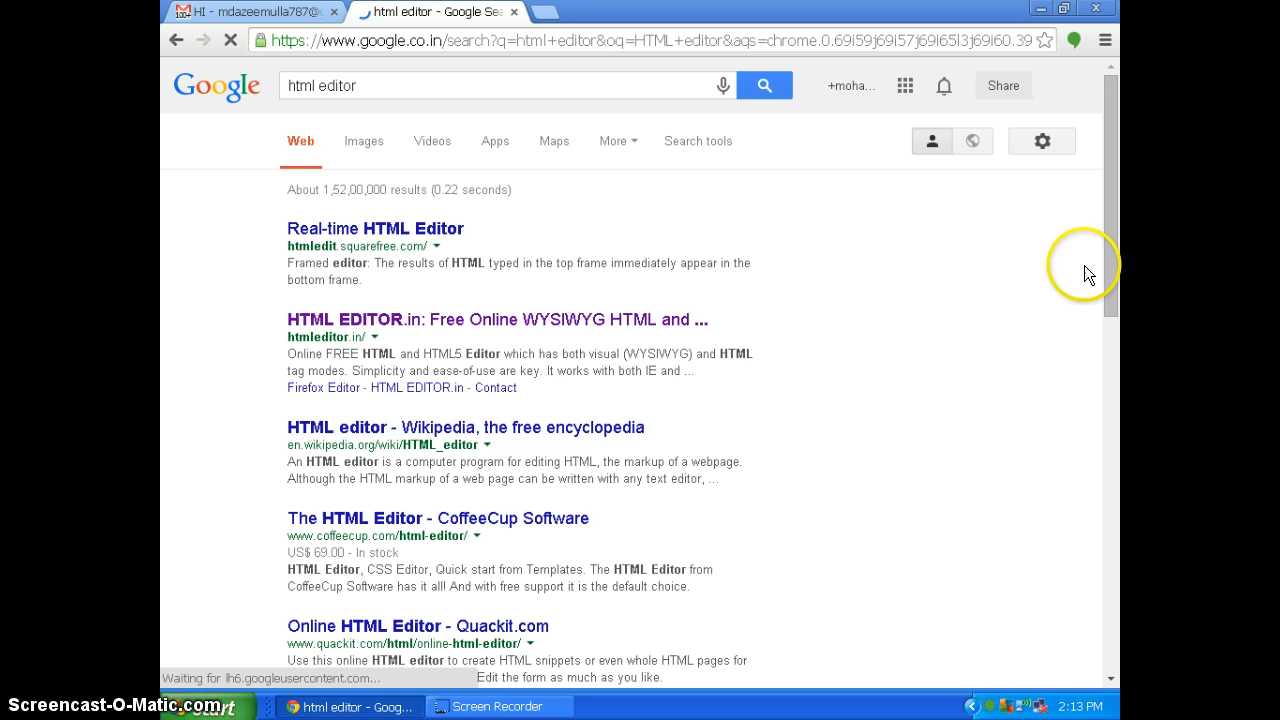 HI - mdazeemulla787@g
html editor - Google Sea
https://www.google.co.in/search?q=html+editor&oq=HTML+editor&aqs=chrome.0.69i59j69i57j69i65l3j69i60.39
Google
html editor
+moha...
Share
Web
Images
Videos
Apps
Maps
More
Search tools
About 1,52,00,000 results (0.22 seconds)
Real-time HTML Editor
htmledit.squarefree.com/
Framed editor: The results of HTML typed in the top frame immediately appear in the
bottom frame.
HTML EDITOR.in: Free Online WYSIWYG HTML and ...
htmleditor.in/
Online FREE HTML and HTML5 Editor which has both visual (WYSIWYG) and HTML
tag modes. Simplicity and ease-of-use are key. It works with both IE and ...
Firefox Editor - HTML EDITOR.in - Contact
HTML editor - Wikipedia, the free encyclopedia
en.wikipedia.org/wiki/HTML_editor
An HTML editor is a computer program for editing HTML, the markup of a webpage.
Although the HTML markup of a web page can be written with any text editor, ...
The HTML Editor - CoffeeCup Software
www.coffeecup.com/html-editor/
US$ 69.00 - In stock
HTML Editor, CSS Editor, Quick start from Templates. The HTML Editor from
CoffeeCup Software has it all! And with free support it is the default choice.
Online HTML Editor - Quackit.com
www.quackit.com/html/online-html-editor/
Use this online HTML editor to create HTML snippets or even whole HTML pages for
Edit the form as much as you like.
Waiting for lh6.googleusercontent.com...
Screencast-O-Matic.com
start
html editor - Goog...
Screen Recorder
2:13 PM